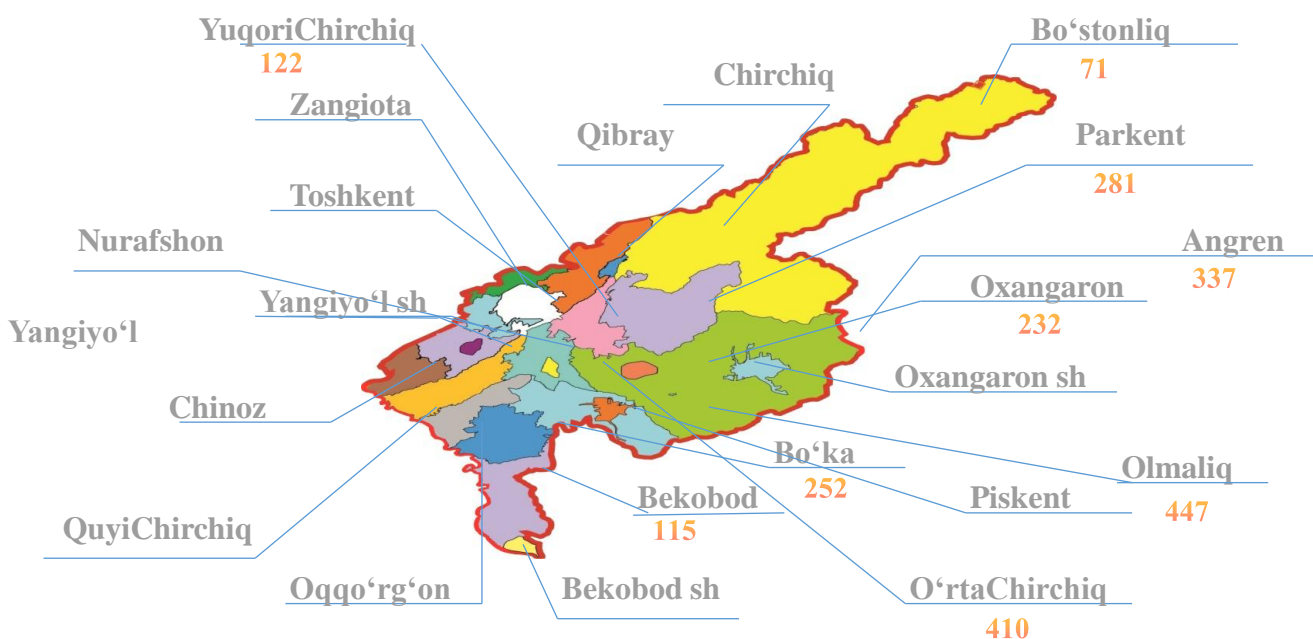 YuqoriChirchiq
122
Bo‘stonliq
71
Chirchiq
Zangiota
Qibray
Parkent
281
Toshkent
Nurafshon
Angren
337
Yangiyo‘l sh
Oxangaron
232
Yangiyo‘l
Oxangaron sh
Chinoz
Bo‘ka
252
Olmaliq
447
Bekobod
115
Piskent
QuyiChirchiq
Oqqo‘rg‘on
Bekobod sh
O‘rtaChirchiq
410